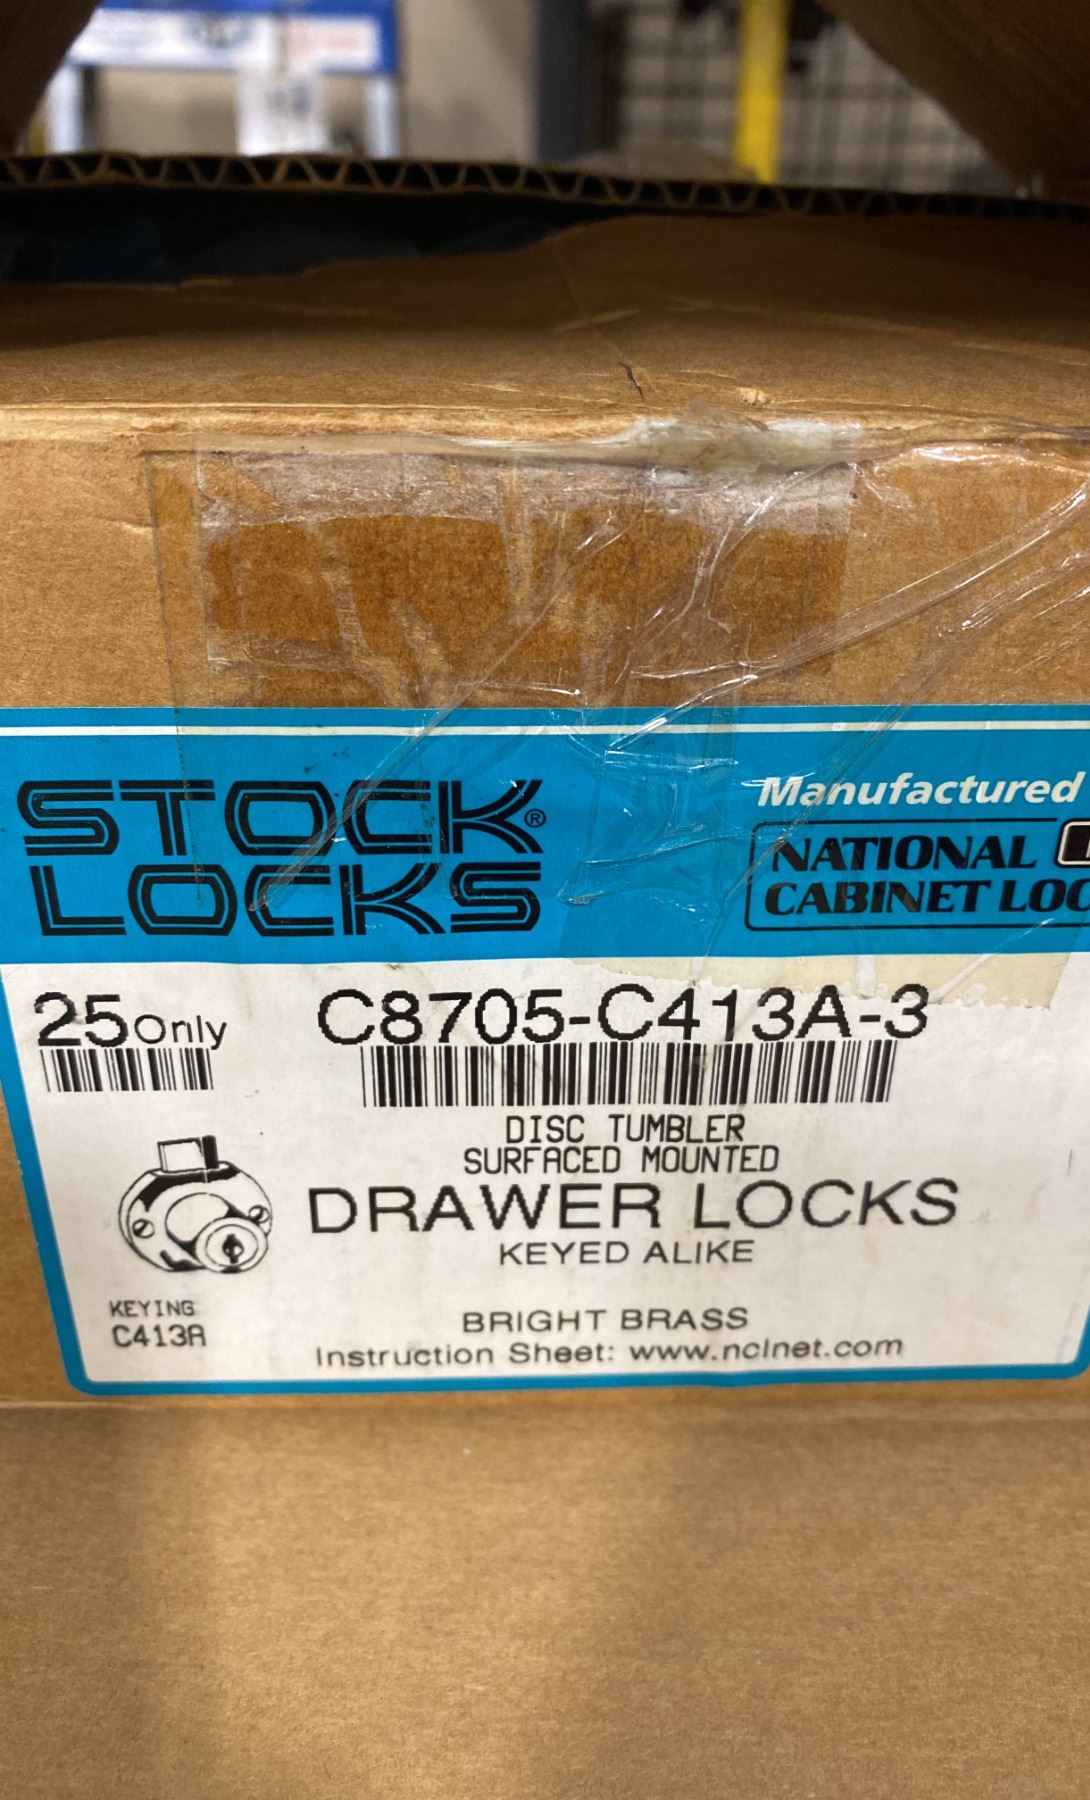 STOCK®
LOCKS
Manufactured
NATIONAL
CABINET LOC
25 Only
C8705-C413A-3
DISC TUMBLER
SURFACED MOUNTED
DRAWER LOCKS
KEYED ALIKE
KEYING
C413A
BRIGHT BRASS
Instruction Sheet: www.nclnet.com